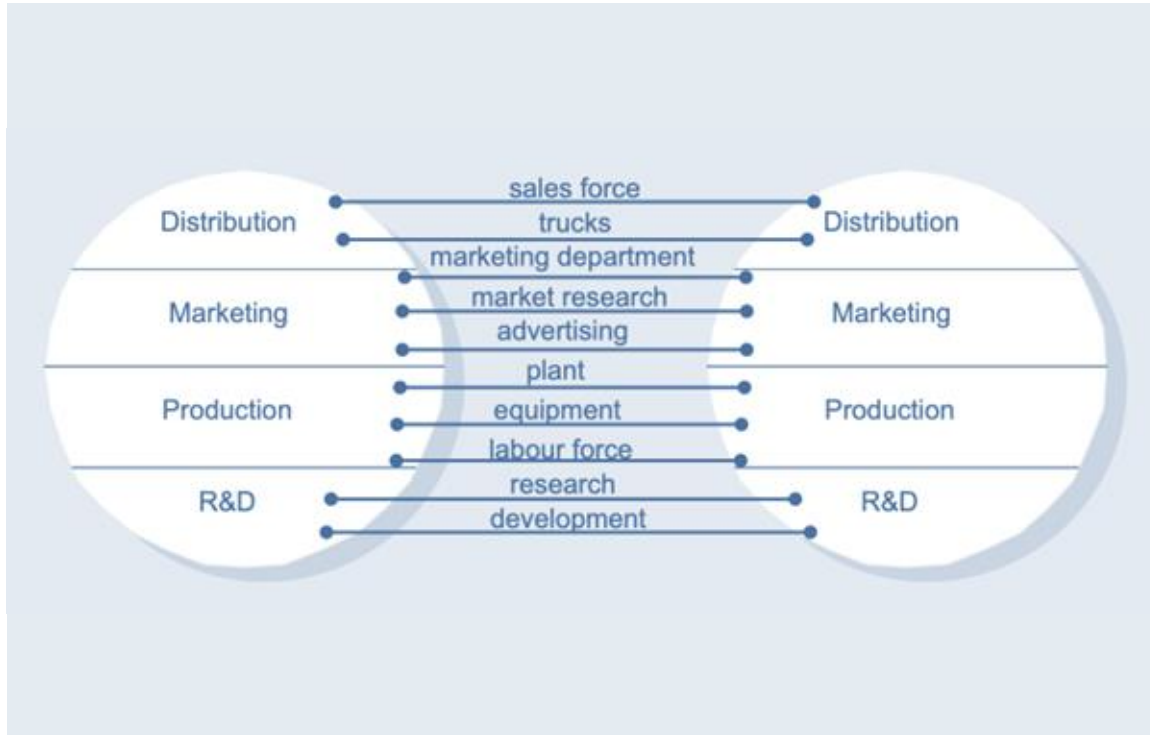 sales force
Distribution
trucks
Distribution
marketing department
market research
Marketing
Marketing
advertising
plant
Production
equipment
Production
labour force
research
R&D
R&D
development